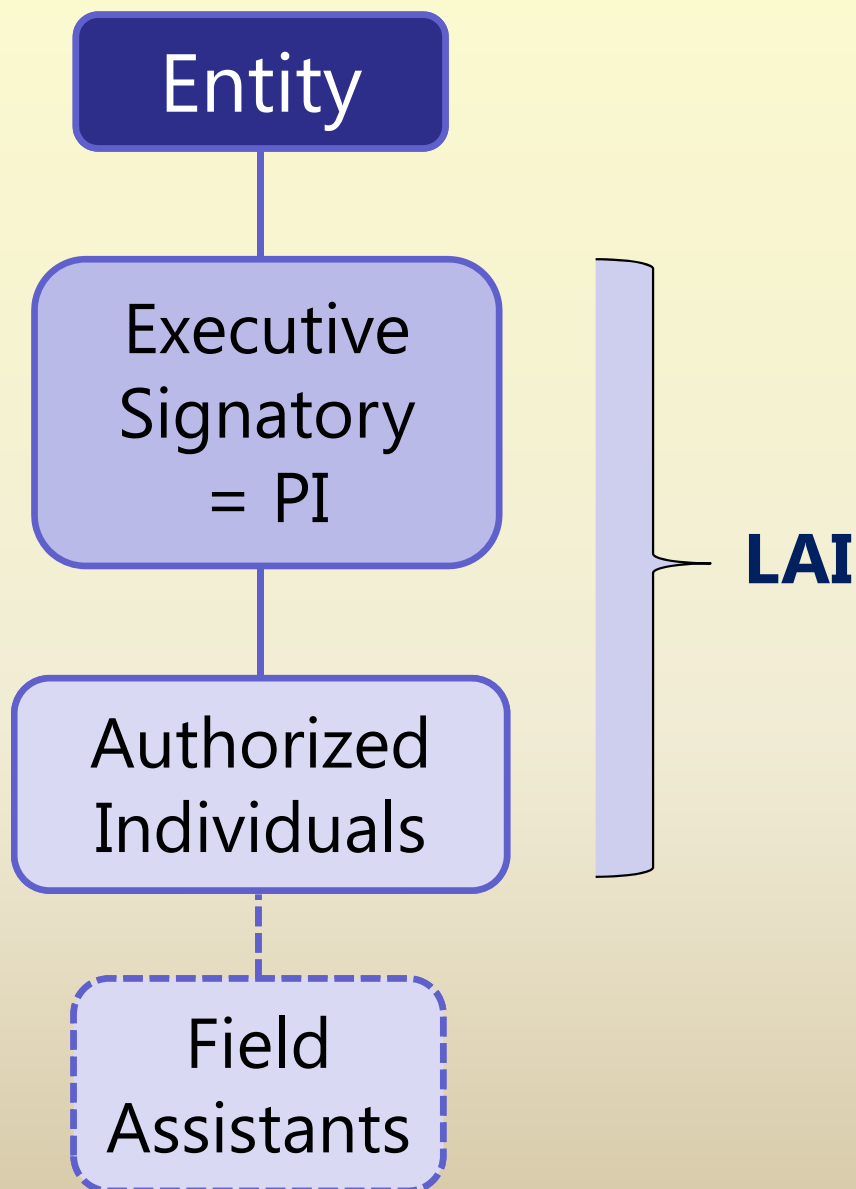 Entity
Executive
Signatory
= PI
LAI
Authorized
Individuals
Field
Assistants